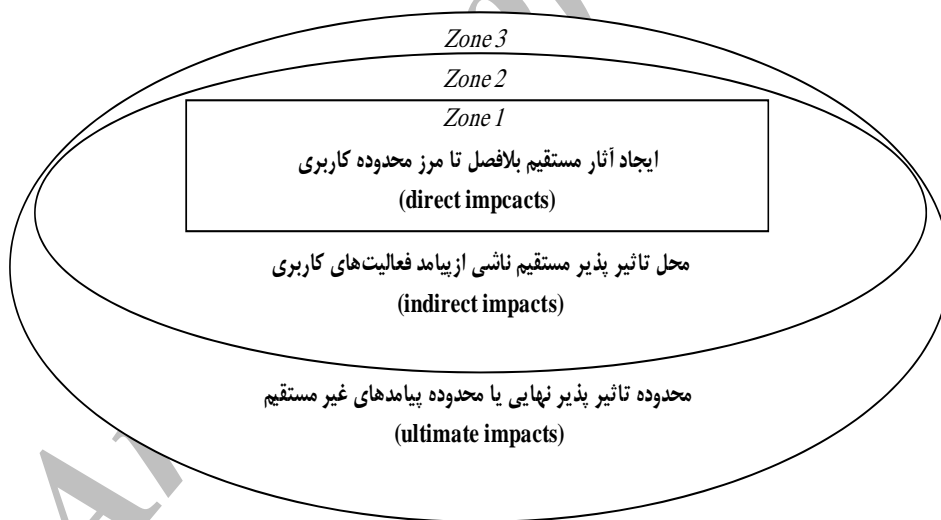 Zone 3
Zone 2
Zone 1
ایجاد آثار مستقیم بلافصل تا مرز محدوده کاربری
(direct impcacts)
محل تاثیر پذیر مستقیم ناشی ازپیامد فعالیت‌های کاربری
(indirect impacts)
محدوده تاثیر پذیر نهایی یا محدوده پیامدهای غیر مستقیم
(ultimate impacts)